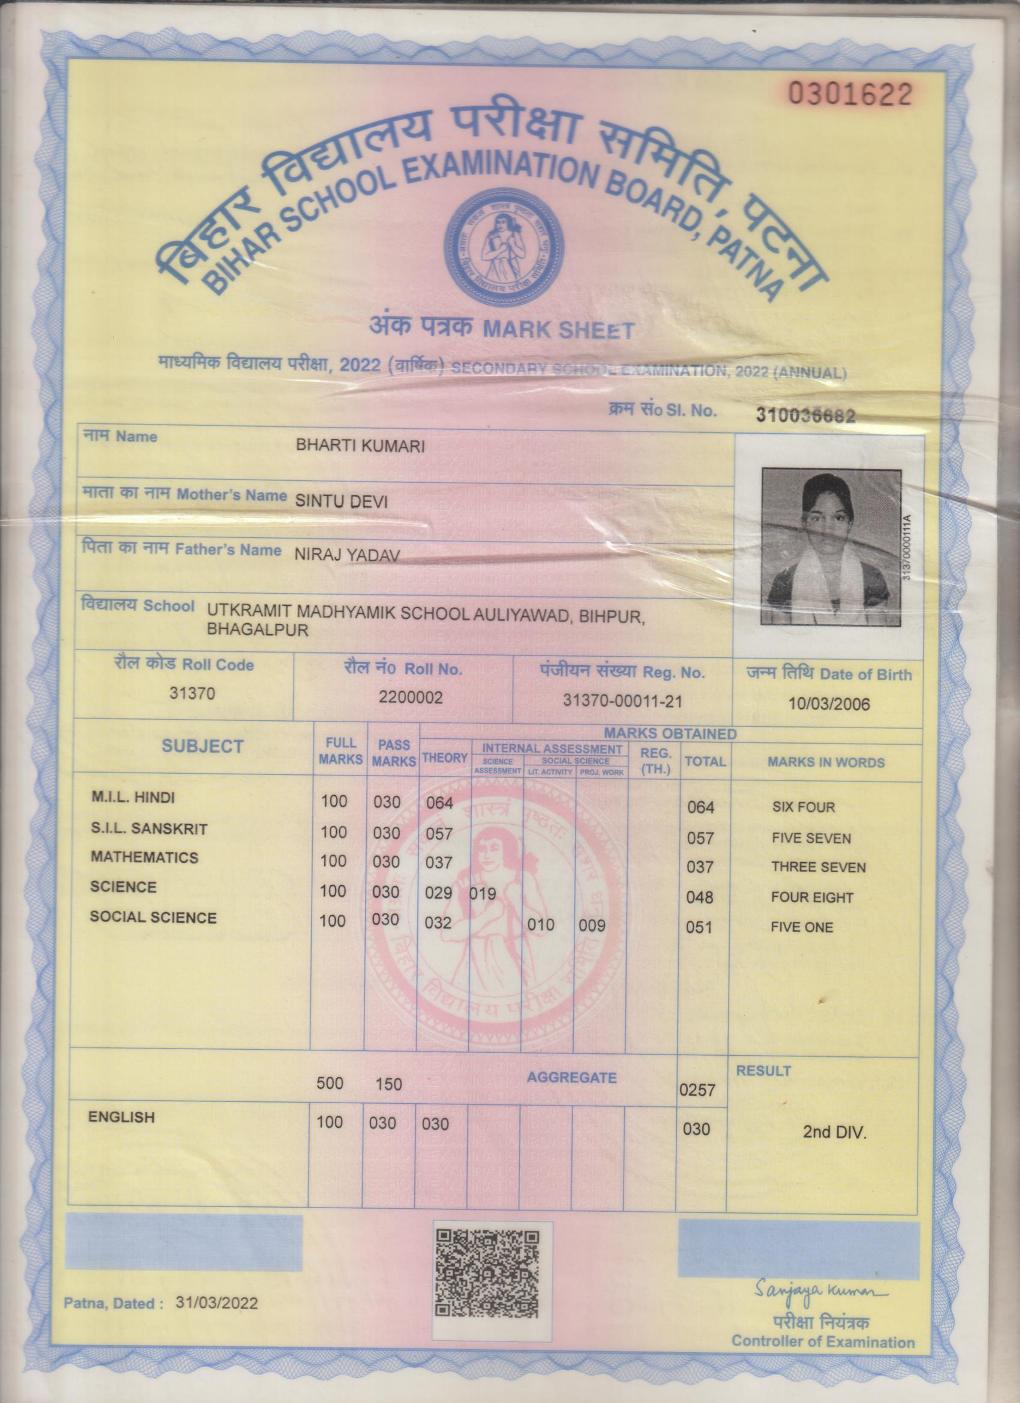 0301622
बिहार विद्यालय परीक्षा समिति, पटना
BIHAR SCHOOL EXAMINATION BOARD, PATNA
अंक पत्रक MARK SHEET
माध्यमिक विद्यालय परीक्षा, 2022 (वार्षिक) SECONDARY SCHOOL EXAMINATION, 2022 (ANNUAL)
क्रम सं० Sl. No. 310036682
नाम Name BHARTI KUMARI
माता का नाम Mother's Name SINTU DEVI
पिता का नाम Father's Name NIRAJ YADAV
3137000011A
विद्यालय School UTKRAMIT MADHYAMIK SCHOOL AULIYAWAD, BIHPUR,
BHAGALPUR
रौल कोड Roll Code रौल नं० Roll No. पंजीयन संख्या Reg. No. जन्म तिथि Date of Birth
31370 2200002 31370-00011-21 10/03/2006
SUBJECT FULL MARKS PASS MARKS MARKS OBTAINED
THEORY INTERNAL ASSESSMENT REG. (TH.) TOTAL MARKS IN WORDS
SCIENCE ASSESSMENT SOCIAL SCIENCE
LIT. ACTIVITY PROJ. WORK
M.I.L. HINDI 100 030 064 064 SIX FOUR
S.I.L. SANSKRIT 100 030 057 057 FIVE SEVEN
MATHEMATICS 100 030 037 037 THREE SEVEN
SCIENCE 100 030 029 019 048 FOUR EIGHT
SOCIAL SCIENCE 100 030 032 010 009 051 FIVE ONE
500 150 AGGREGATE 0257 RESULT
ENGLISH 100 030 030 030 2nd DIV.
Patna, Dated : 31/03/2022
Sanjaya Kumar
परीक्षा नियंत्रक
Controller of Examination